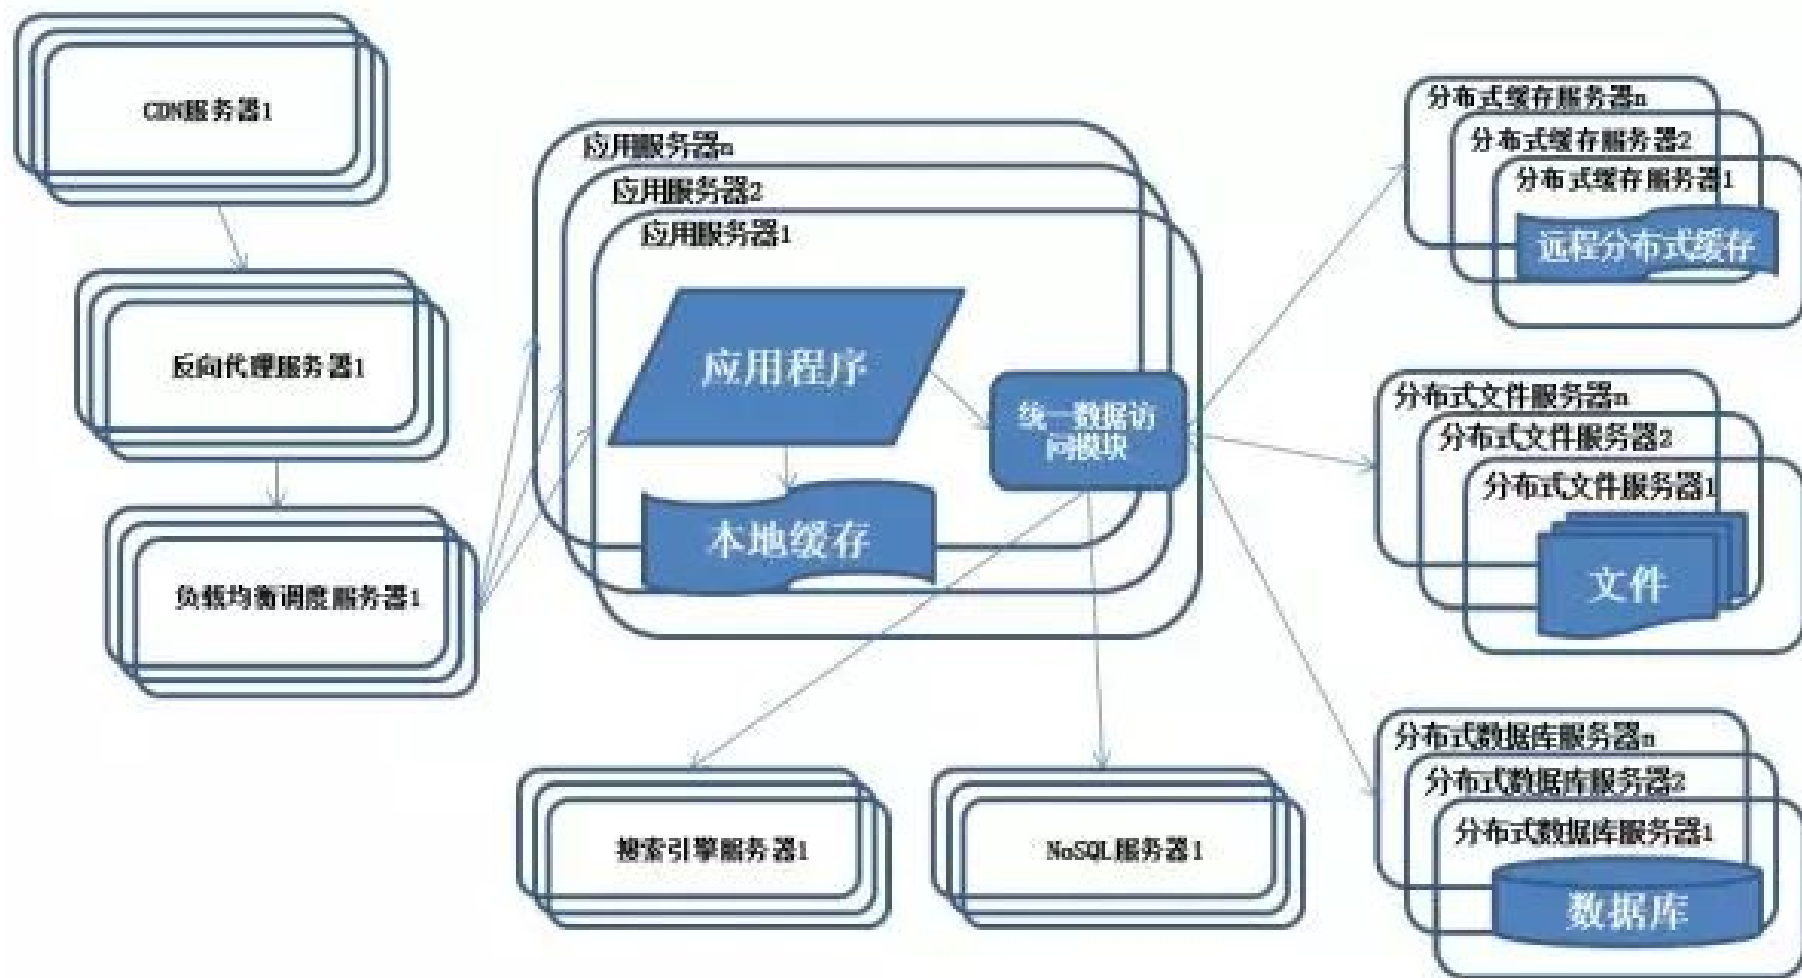 CDN服务器1
反向代理服务器1
负载均衡调度服务器1
应用服务器n
应用服务器2
应用服务器1
应用程序
统一数据访
问模块
本地缓存
分布式缓存服务器n
分布式缓存服务器2
分布式缓存服务器1
远程分布式缓存
分布式文件服务器n
分布式文件服务器2
分布式文件服务器1
文件
分布式数据库服务器n
分布式数据库服务器2
分布式数据库服务器1
数据库
搜索引擎服务器1
NoSQL服务器1